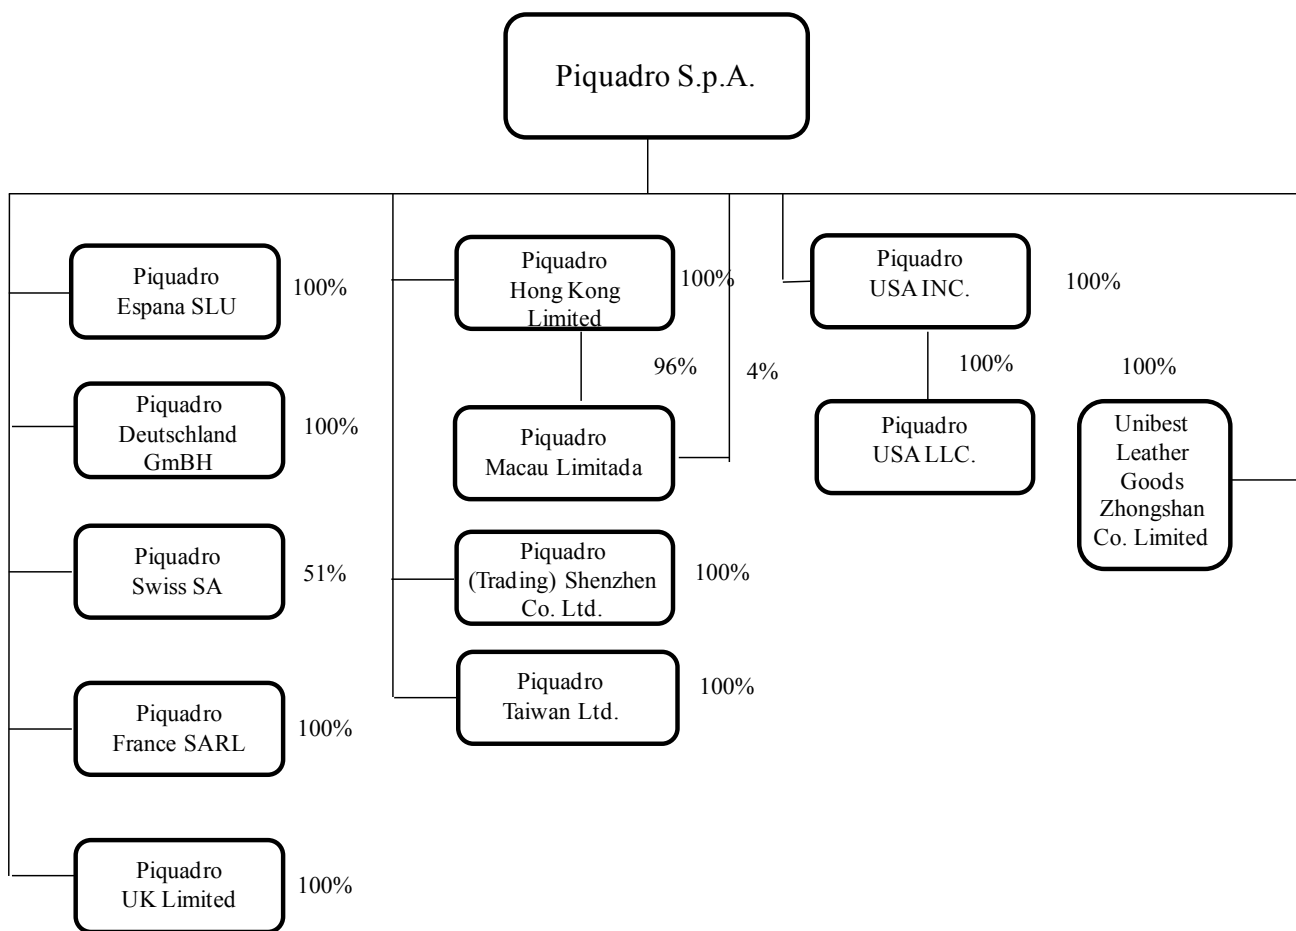 Piquadro S.p.A.
Piquadro
Espana SLU
100%
Piquadro
Deutschland
GmBH
100%
Piquadro
Swiss SA
51%
Piquadro
France SARL
100%
Piquadro
UK Limited
100%
Piquadro
Hong Kong
Limited
100%
96%
4%
Piquadro
Macau Limitada
Piquadro
(Trading) Shenzhen
Co. Ltd.
100%
Piquadro
Taiwan Ltd.
100%
Piquadro
USA INC.
100%
100%
Piquadro
USA LLC.
100%
Unibest
Leather
Goods
Zhongshan
Co. Limited